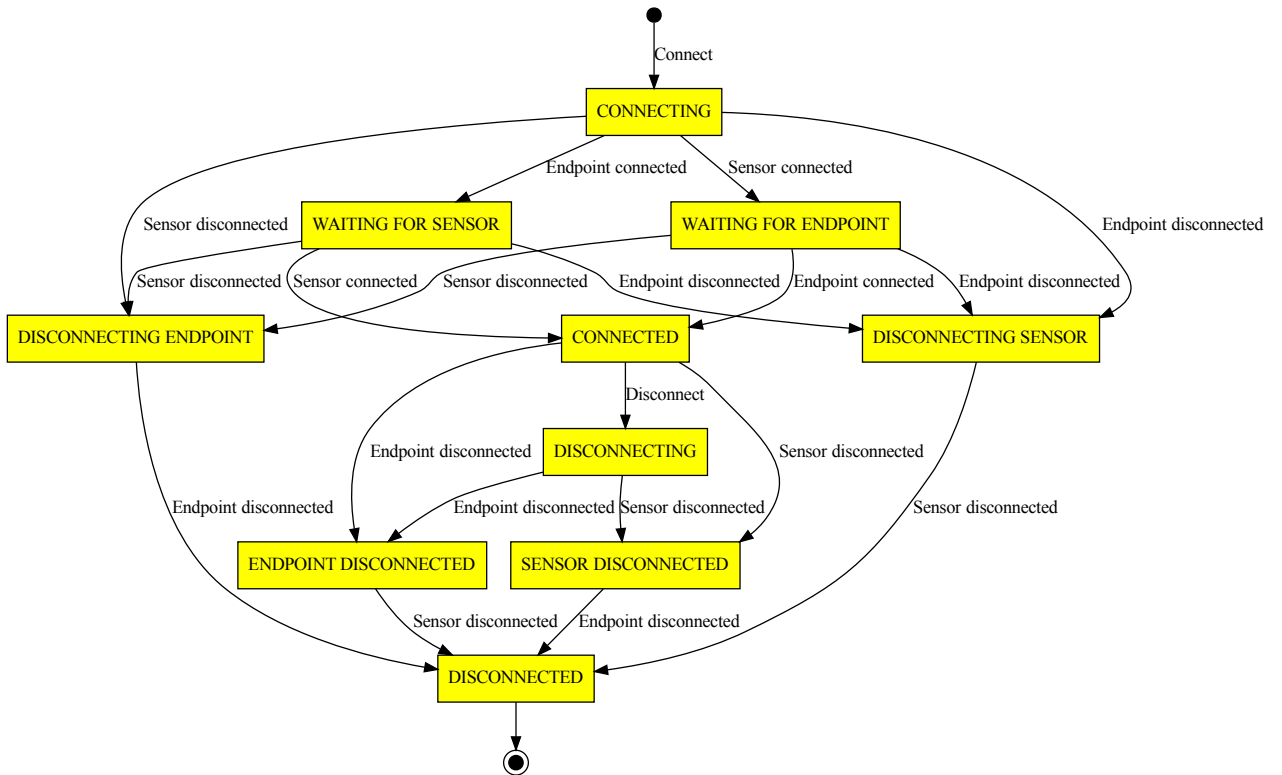 Connect
CONNECTING
Endpoint connected
Sensor connected
Sensor disconnected
WAITING FOR SENSOR
WAITING FOR ENDPOINT
Endpoint disconnected
Sensor disconnected
Sensor connected
Sensor disconnected
Endpoint disconnected
Endpoint connected
Endpoint disconnected
DISCONNECTING ENDPOINT
CONNECTED
DISCONNECTING SENSOR
Disconnect
Endpoint disconnected
DISCONNECTING
Sensor disconnected
Endpoint disconnected
Endpoint disconnected
Sensor disconnected
Sensor disconnected
ENDPOINT DISCONNECTED
SENSOR DISCONNECTED
Sensor disconnected
Endpoint disconnected
DISCONNECTED